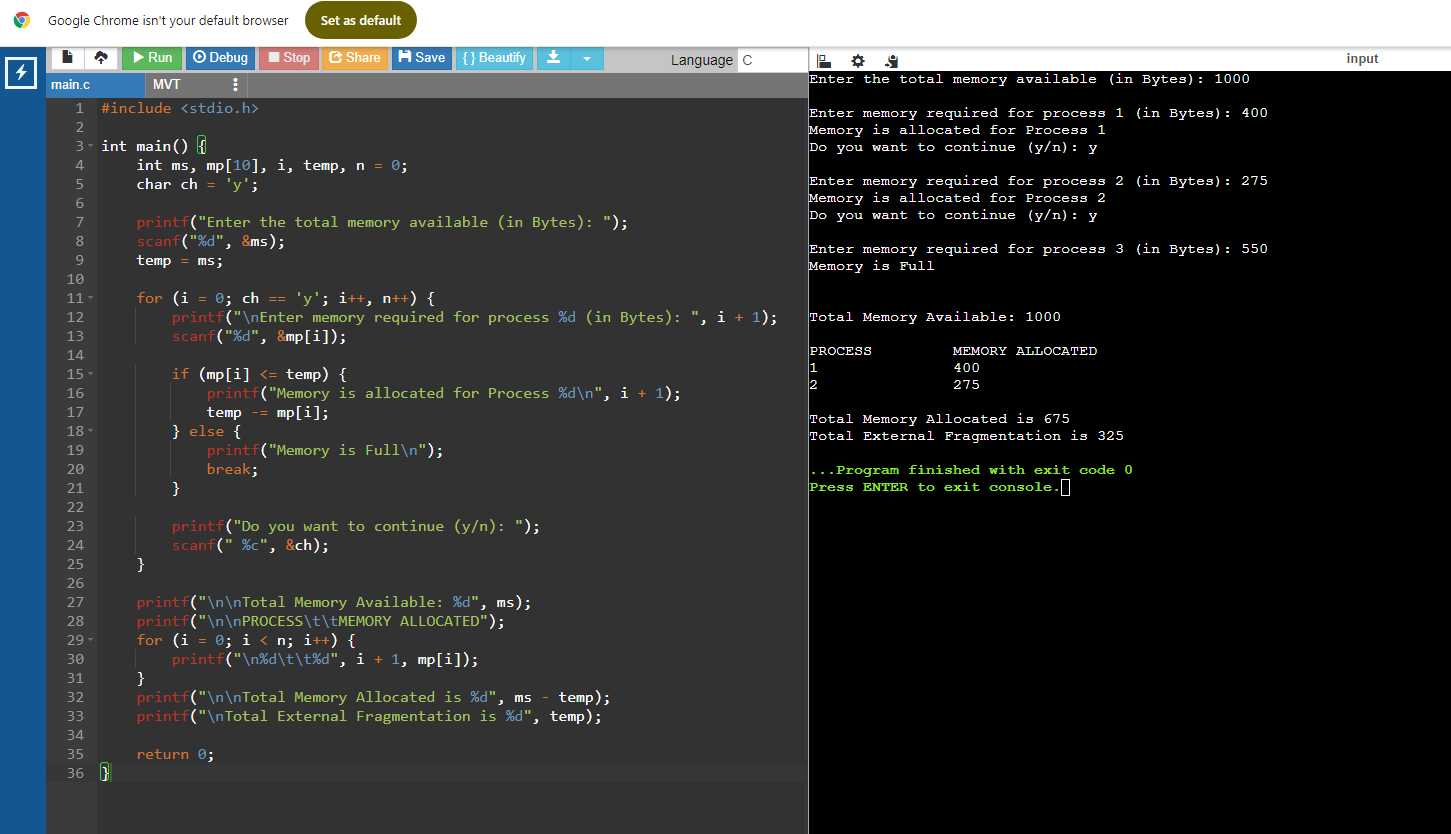 Google Chrome isn't your default browser
Set as default
Run
Debug
Stop
Share
Save
{ } Beautify
Language C
input
main.c
MVT
1 #include <stdio.h>
2
3 int main() {
4     int ms, mp[10], i, temp, n = 0;
5     char ch = 'y';
6
7     printf("Enter the total memory available (in Bytes): ");
8     scanf("%d", &ms);
9     temp = ms;
10
11     for (i = 0; ch == 'y'; i++, n++) {
12         printf("\nEnter memory required for process %d (in Bytes): ", i + 1);
13         scanf("%d", &mp[i]);
14
15         if (mp[i] <= temp) {
16             printf("Memory is allocated for Process %d\n", i + 1);
17             temp -= mp[i];
18         } else {
19             printf("Memory is Full\n");
20             break;
21         }
22
23         printf("Do you want to continue (y/n): ");
24         scanf(" %c", &ch);
25     }
26
27     printf("\n\nTotal Memory Available: %d", ms);
28     printf("\n\nPROCESS\t\tMEMORY ALLOCATED");
29     for (i = 0; i < n; i++) {
30         printf("\n%d\t\t%d", i + 1, mp[i]);
31     }
32     printf("\n\nTotal Memory Allocated is %d", ms - temp);
33     printf("\nTotal External Fragmentation is %d", temp);
34
35     return 0;
36 }
Enter the total memory available (in Bytes): 1000
Enter memory required for process 1 (in Bytes): 400
Memory is allocated for Process 1
Do you want to continue (y/n): y
Enter memory required for process 2 (in Bytes): 275
Memory is allocated for Process 2
Do you want to continue (y/n): y
Enter memory required for process 3 (in Bytes): 550
Memory is Full
Total Memory Available: 1000
PROCESS MEMORY ALLOCATED
1 400
2 275
Total Memory Allocated is 675
Total External Fragmentation is 325
...Program finished with exit code 0
Press ENTER to exit console.